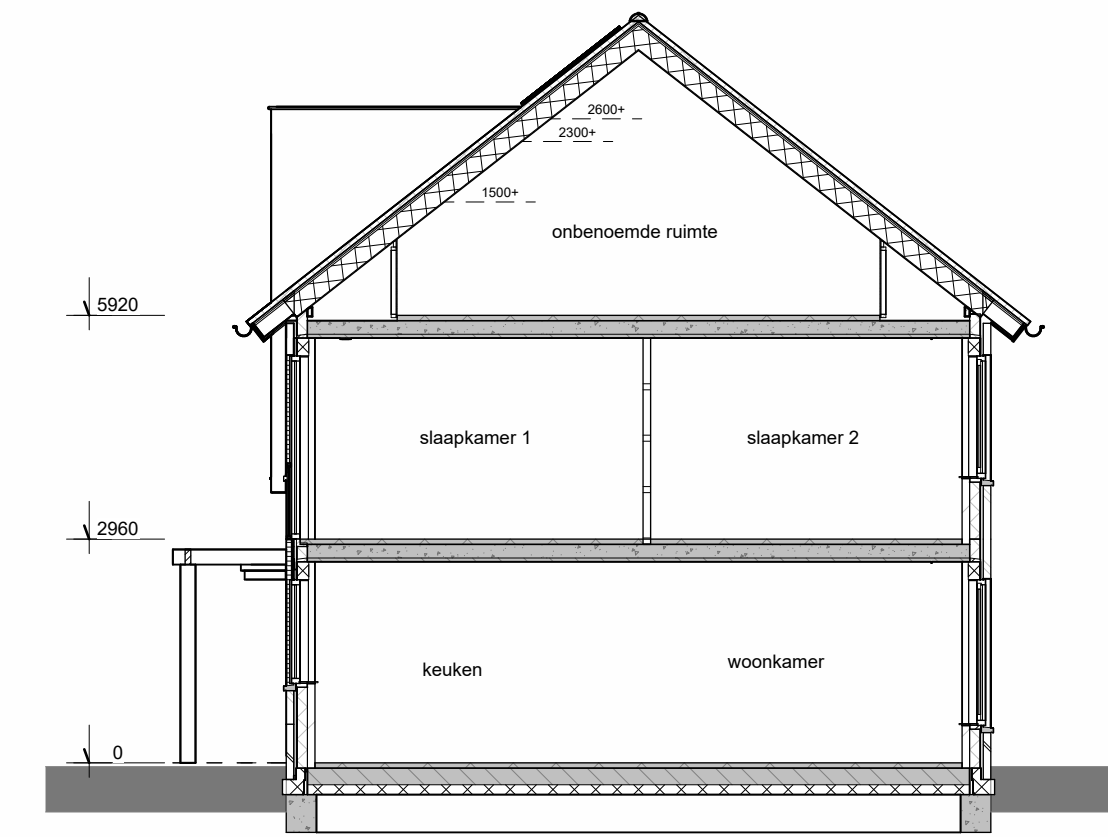 2600+
2300+
1500+
onbenoemde ruimte
5920
slaapkamer 1
slaapkamer 2
2960
keuken
woonkamer
0